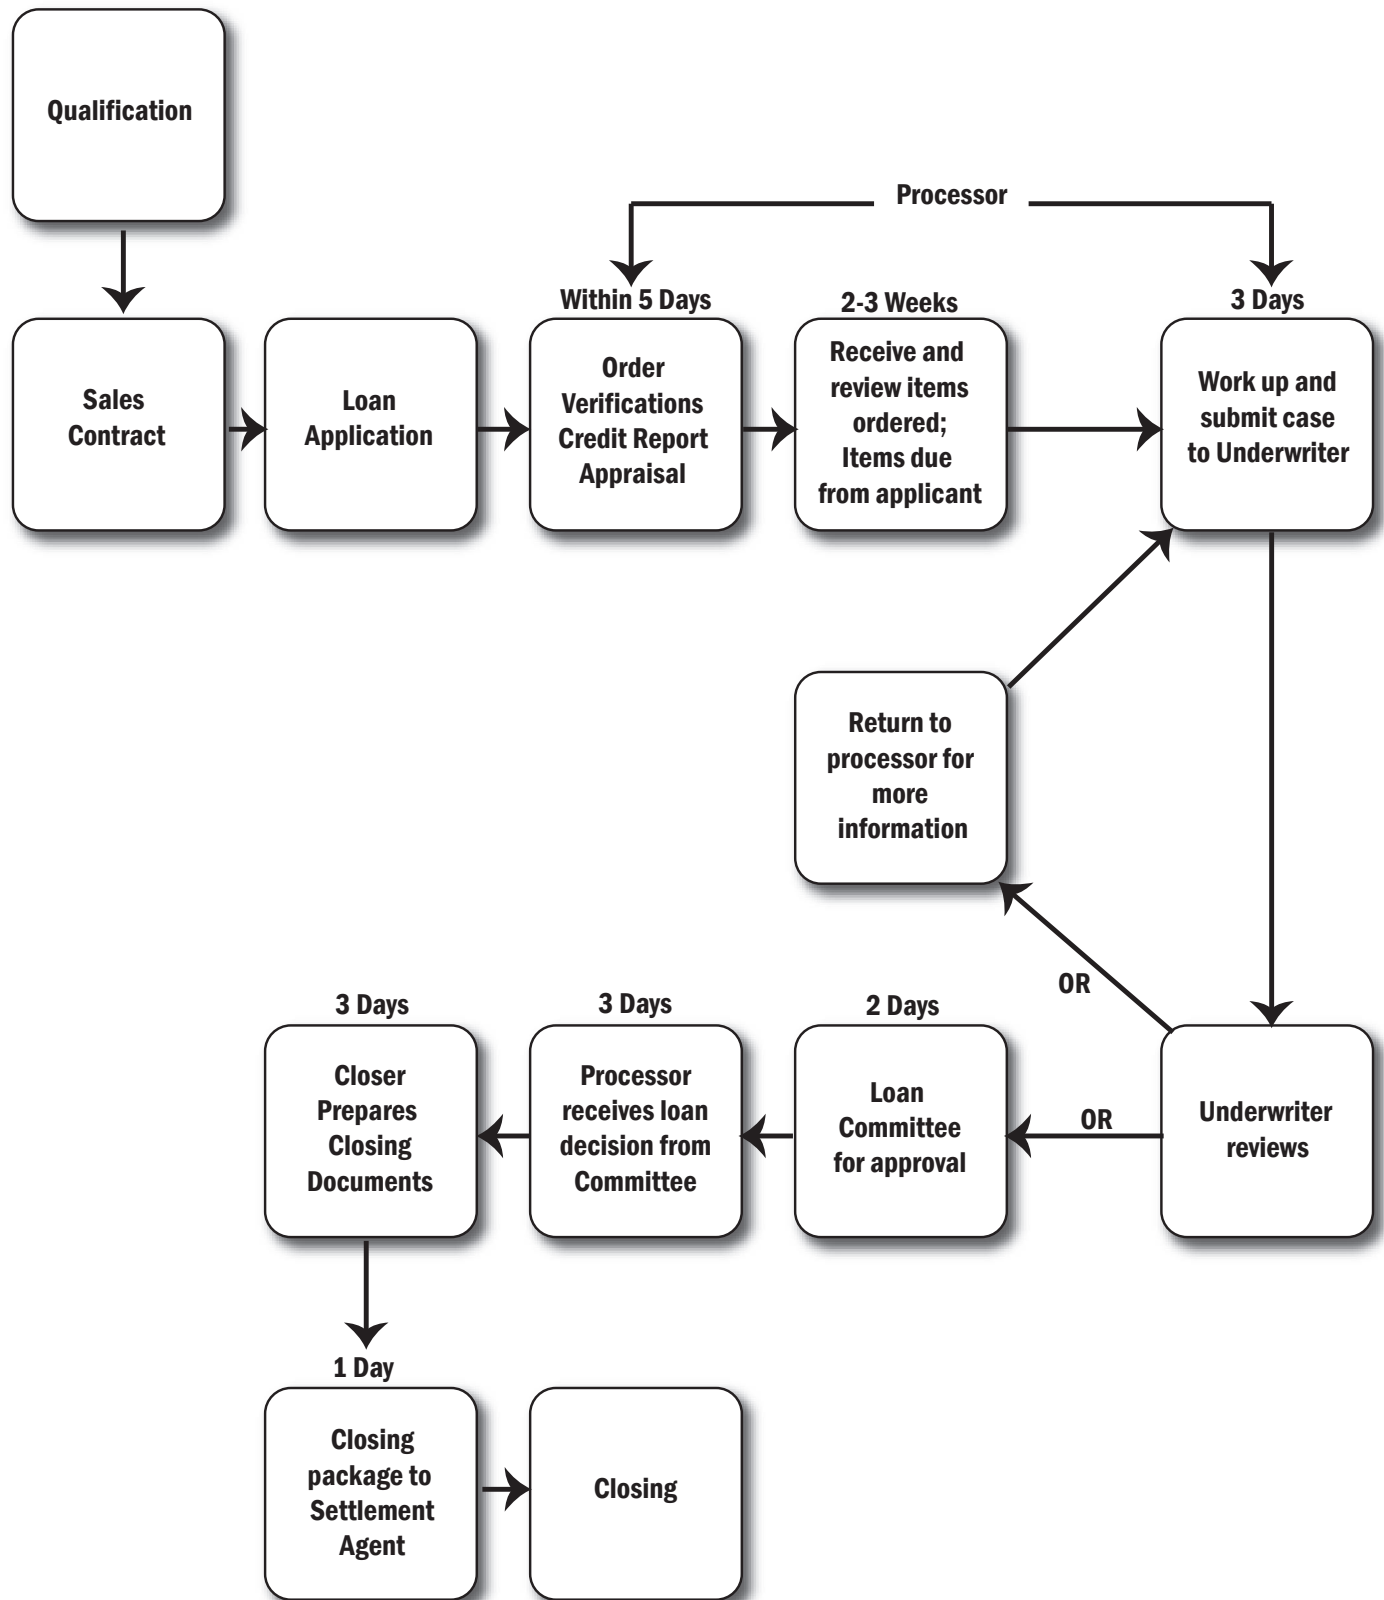 Qualification
Processor
Within 5 Days
2-3 Weeks
3 Days
Sales
Contract
Loan
Application
Order
Verifications
Credit Report
Appraisal
Receive and
review items
ordered;
Items due
from applicant
Work up and
submit case
to Underwriter
Return to
processor for
more
information
OR
3 Days
3 Days
2 Days
Closer
Prepares
Closing
Documents
Processor
receives loan
decision from
Committee
Loan
Committee
for approval
OR
Underwriter
reviews
1 Day
Closing
package to
Settlement
Agent
Closing